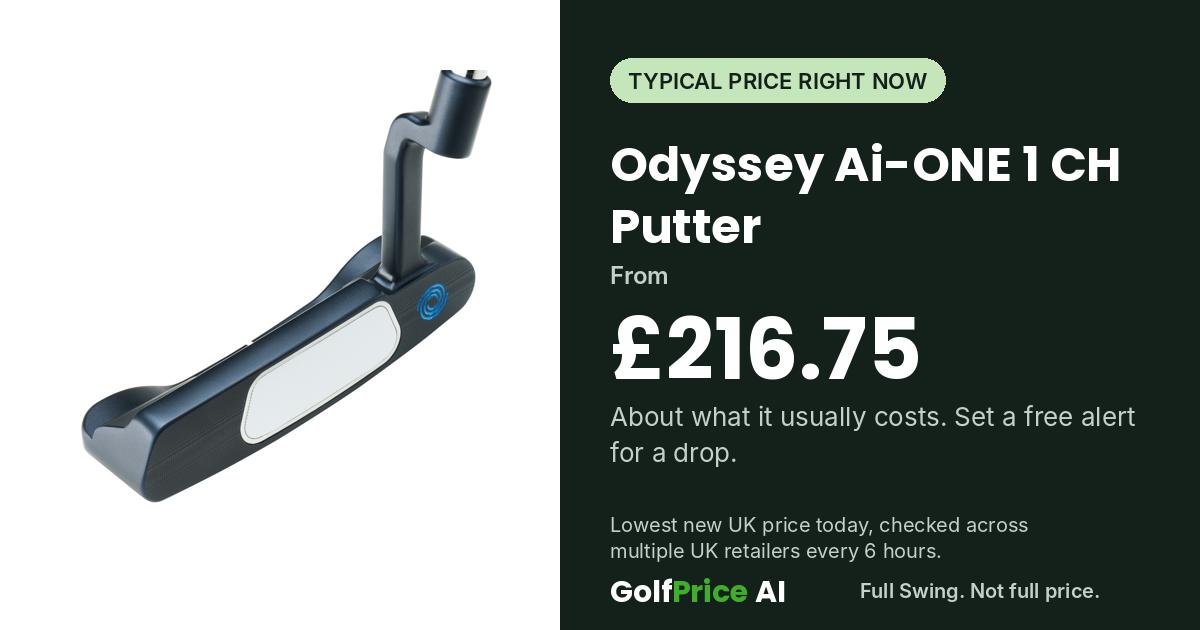 TYPICAL PRICE RIGHT NOW
Odyssey Ai-ONE 1 CH
Putter
From
£216.75
About what it usually costs. Set a free alert
for a drop.
Lowest new UK price today, checked across
multiple UK retailers every 6 hours.
GolfPrice AI
Full Swing. Not full price.